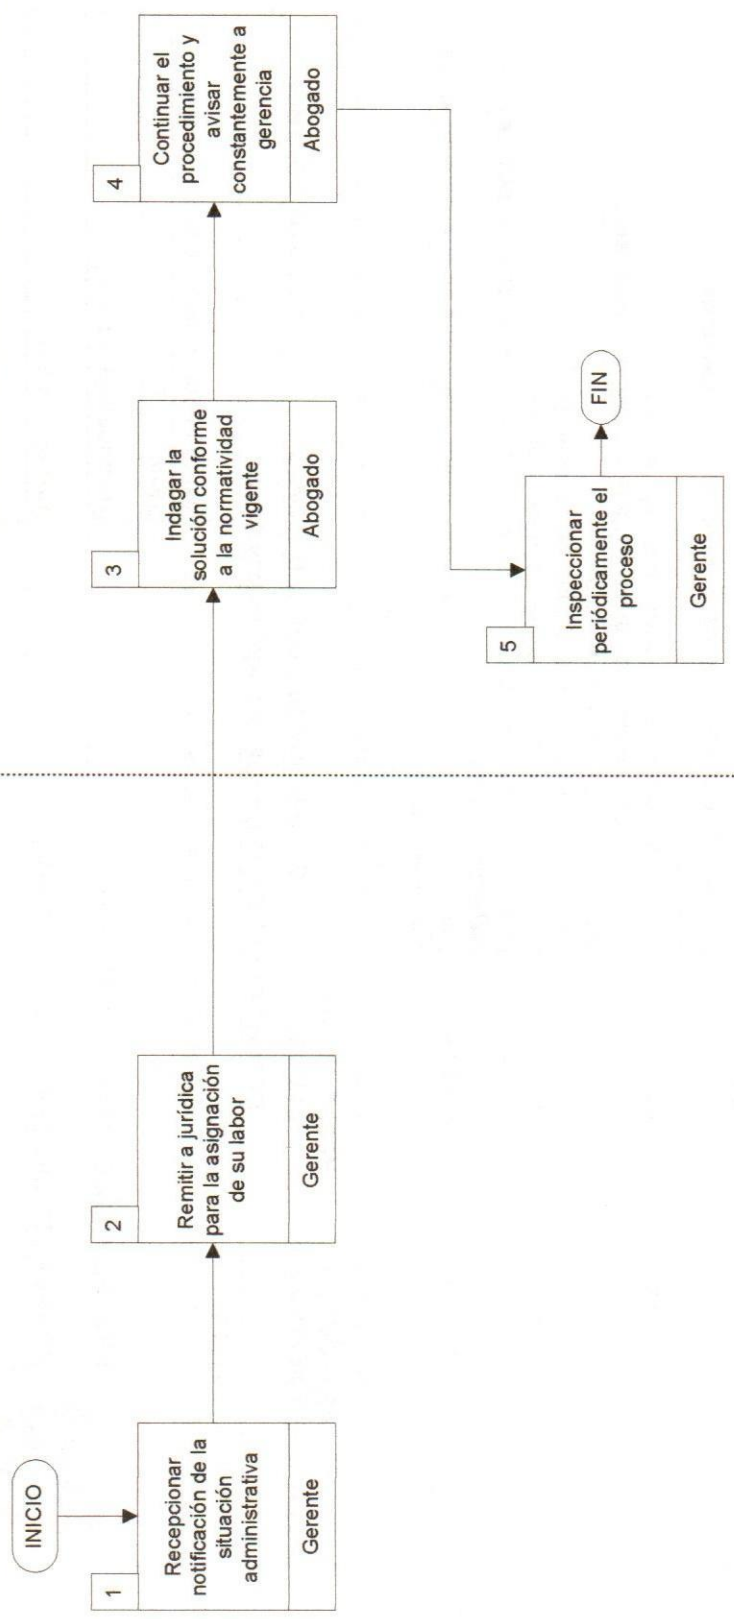 INICIO
1
Recepcionar
notificación de la
situación
administrativa
Gerente
2
Remitir a jurídica
para la asignación
de su labor
Gerente
3
Indagar la
solución conforme
a la normatividad
vigente
Abogado
4
Continuar el
procedimiento y
avisar
constantemente a
gerencia
Abogado
5
Inspeccionar
periódicamente el
proceso
Gerente
FIN